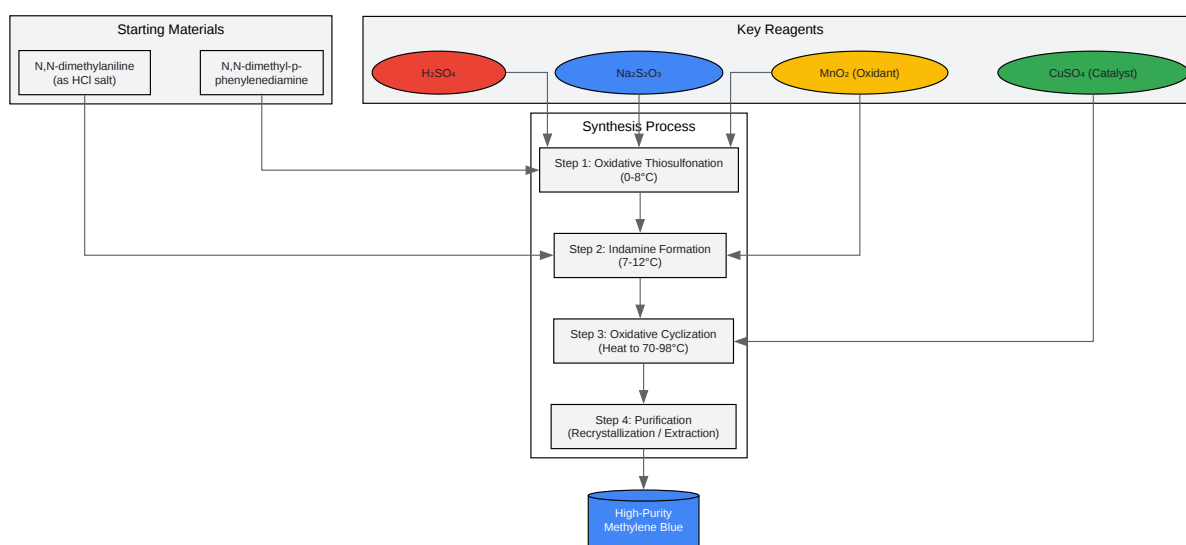 Starting Materials
N,N-dimethylaniline
(as HCl salt)
N,N-dimethyl-p-
phenylenediamine
Key Reagents
H₂SO₄
Na₂S₂O₃
MnO₂ (Oxidant)
CuSO₄ (Catalyst)
Synthesis Process
Step 1: Oxidative Thiosulfonation
(0-8°C)
Step 2: Indamine Formation
(7-12°C)
Step 3: Oxidative Cyclization
(Heat to 70-98°C)
Step 4: Purification
(Recrystallization / Extraction)
High-Purity
Methylene Blue